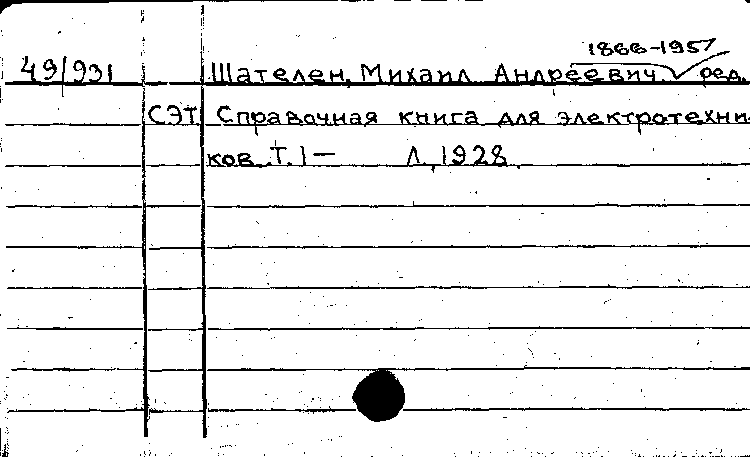 1866-1957
49/931 Шателен, Михаил Андреевич ред.
СЭТ Справочная книга для электротехни-
ков Т. 1— Л., 1928